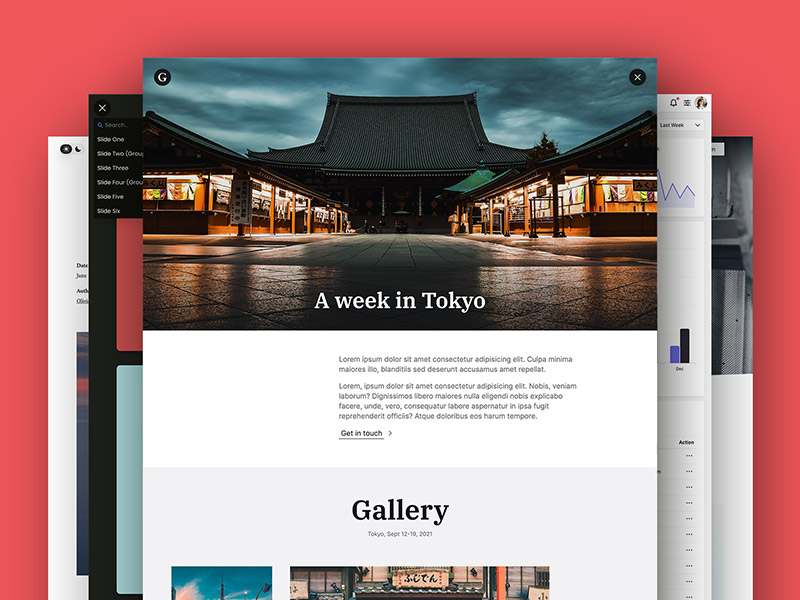 G
A week in Tokyo
Lorem ipsum dolor sit amet consectetur adipisicing elit. Culpa minima
maiores illo, blanditiis sed deserunt accusamus amet repellat.
Lorem, ipsum dolor sit amet consectetur adipisicing elit. Nobis, veniam
laborum? Dignissimos libero maiores nulla eligendi nobis explicabo
facere, unde, vero, consequatur labore aspernatur in ipsa fugit
reprehenderit officiis? Atque doloribus eos harum tempore.
Get in touch
Gallery
Tokyo, Sept 12-19, 2021
ふじでん
Search...
Slide One
Slide Two (Grou
Slide Three
Slide Four (Grou
Slide Five
Slide Six
Date
June
Auth
Olivi
Last Week
Dec
Action